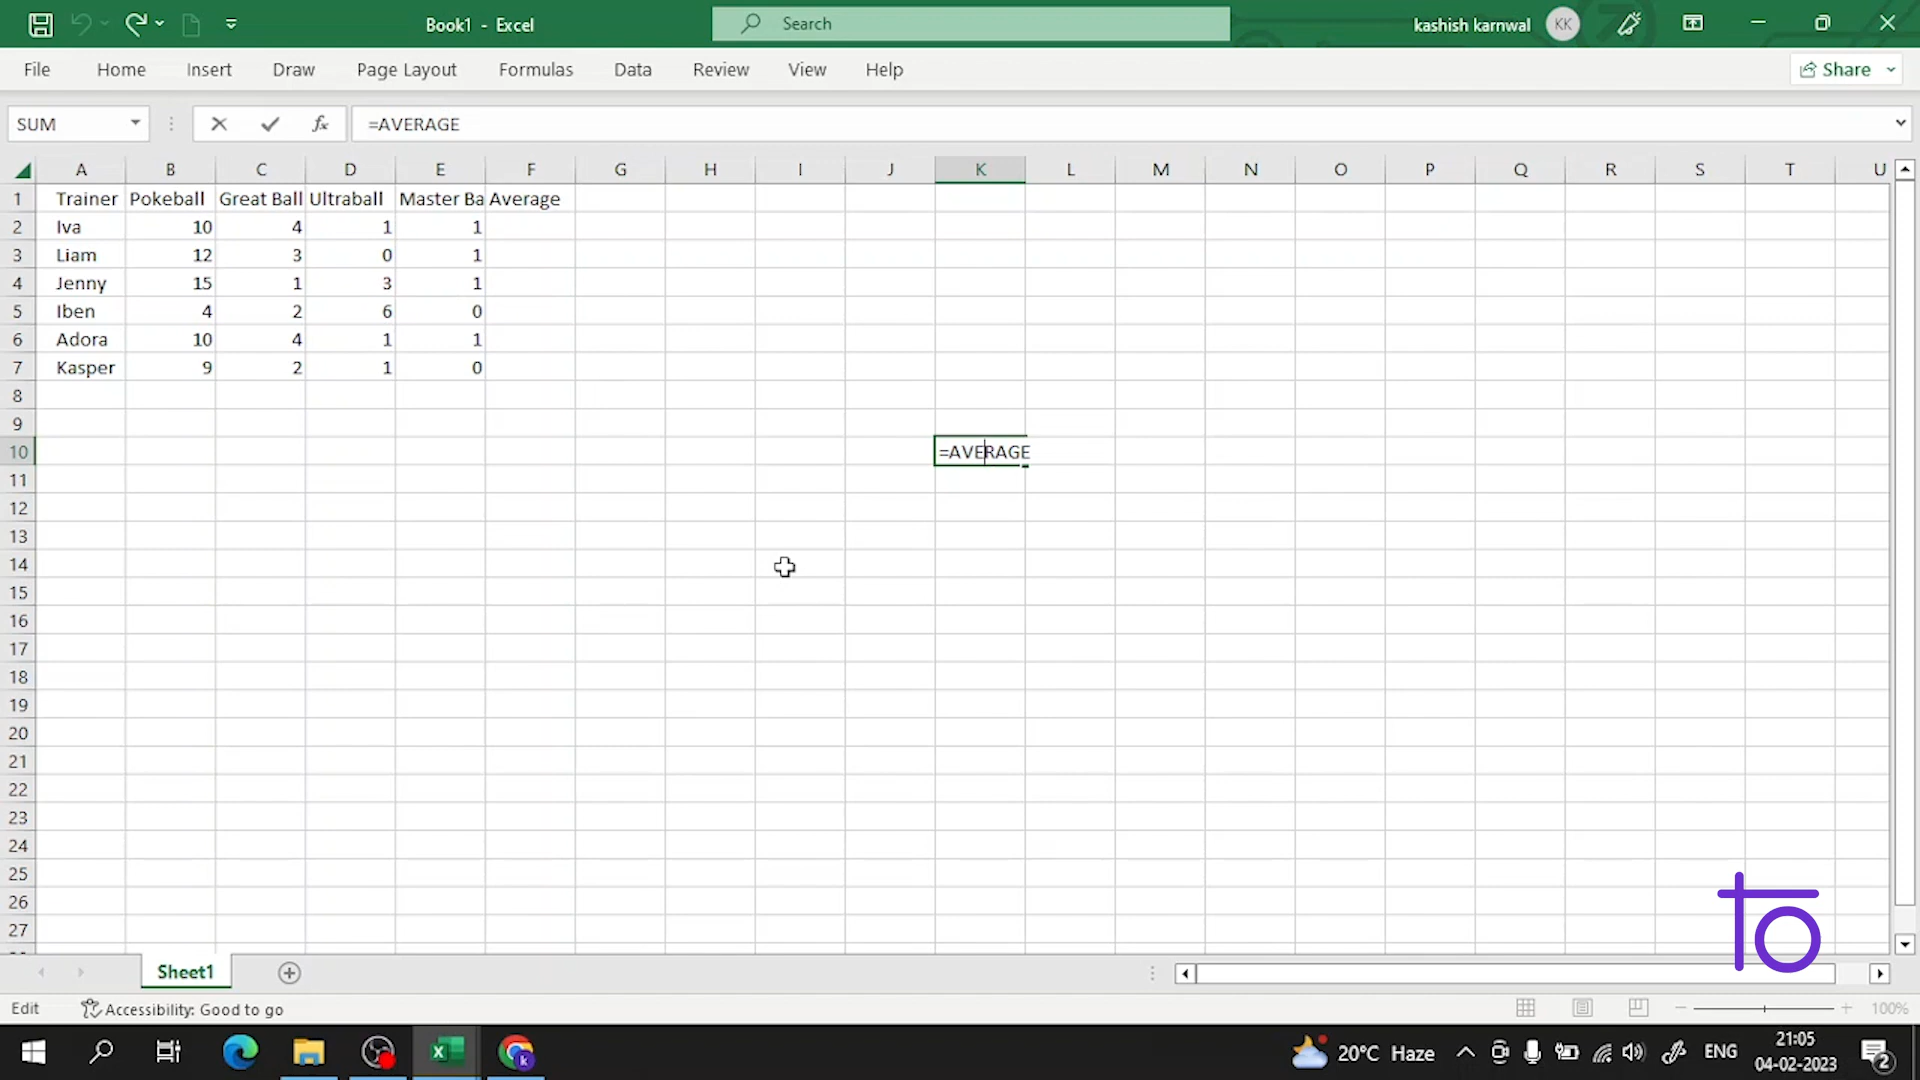 Book1 - Excel
Search
kashish karnwal KK
File Home Insert Draw Page Layout Formulas Data Review View Help Share
SUM fx =AVERAGE
A B C D E F G H I J K L M N O P Q R S T U
1 Trainer Pokeball Great Ball Ultraball Master Ba Average
2 Iva 10 4 1 1
3 Liam 12 3 0 1
4 Jenny 15 1 3 1
5 Iben 4 2 6 0
6 Adora 10 4 1 1
7 Kasper 9 2 1 0
8
9
10 =AVERAGE
11
12
13
14
15
16
17
18
19
20
21
22
23
24
25
26
27
to
Sheet1
Edit Accessibility: Good to go 100%
20°C Haze ENG 21:05
04-02-2023
2